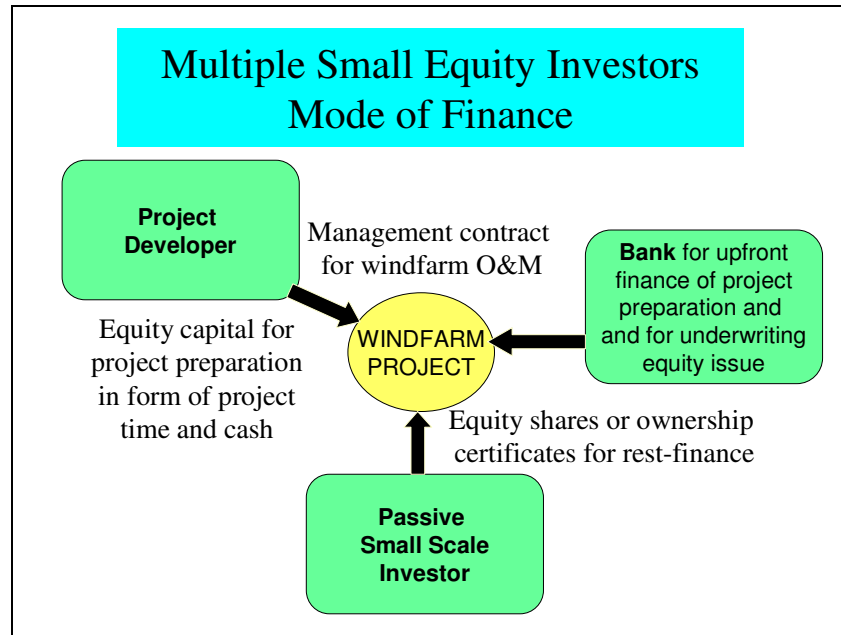 Multiple Small Equity Investors
Mode of Finance
Project
Developer
Management contract
for windfarm O&M
Bank for upfront
finance of project
preparation and
and for underwriting
equity issue
WINDFARM
PROJECT
Equity capital for
project preparation
in form of project
time and cash
Equity shares or ownership
certificates for rest-finance
Passive
Small Scale
Investor